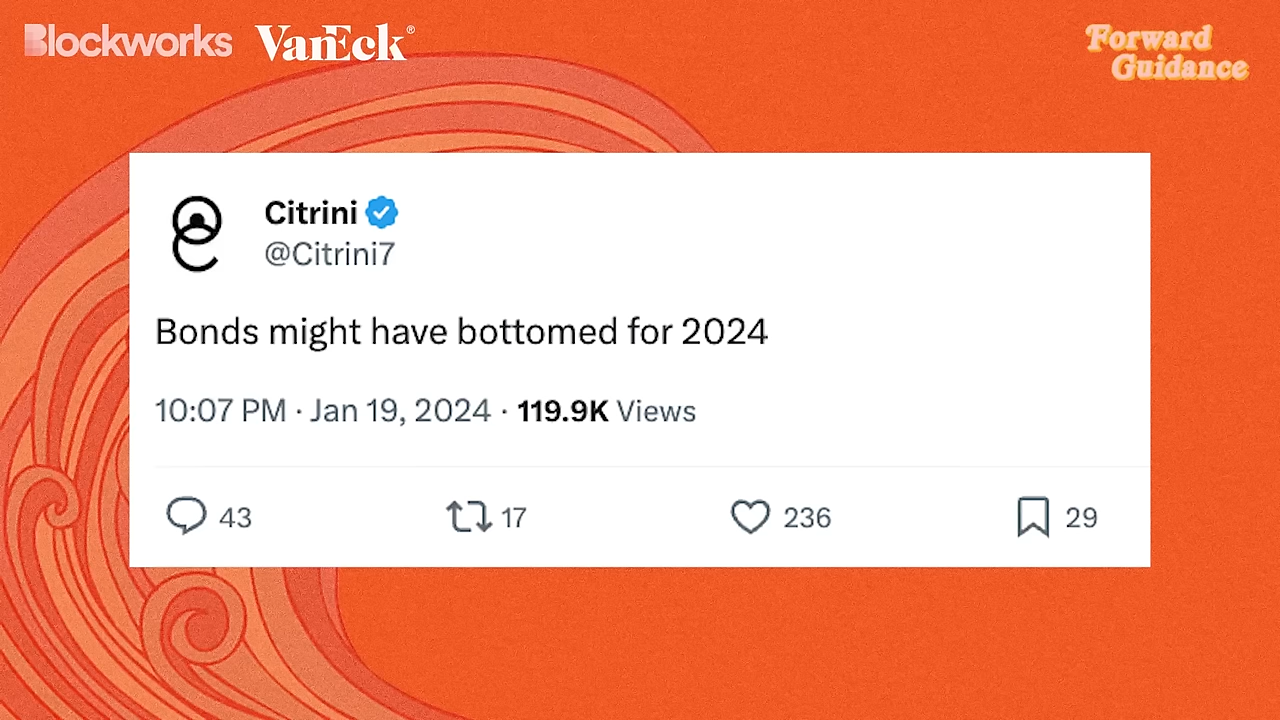 Blockworks VanEck®
Forward
Guidance
Citrini
@Citrini7
Bonds might have bottomed for 2024
10:07 PM · Jan 19, 2024 · 119.9K Views
43 17 236 29